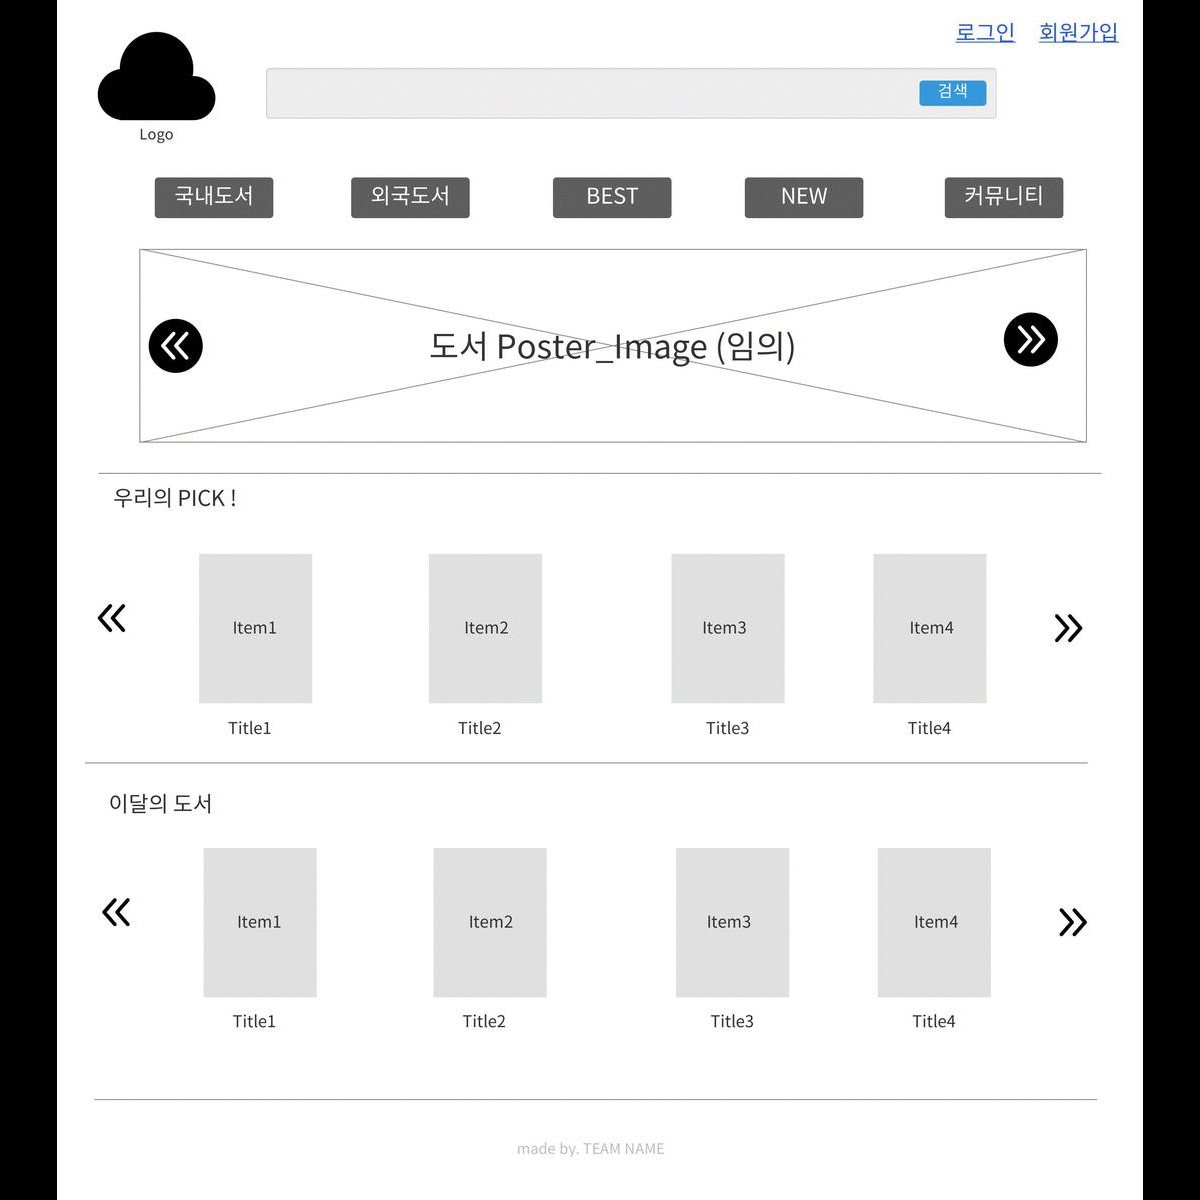 로그인 회원가입
검색
Logo
국내도서 외국도서 BEST NEW 커뮤니티
도서 Poster_Image (임의)
우리의 PICK !
Item1 Item2 Item3 Item4
Title1 Title2 Title3 Title4
이달의 도서
Item1 Item2 Item3 Item4
Title1 Title2 Title3 Title4
made by. TEAM NAME